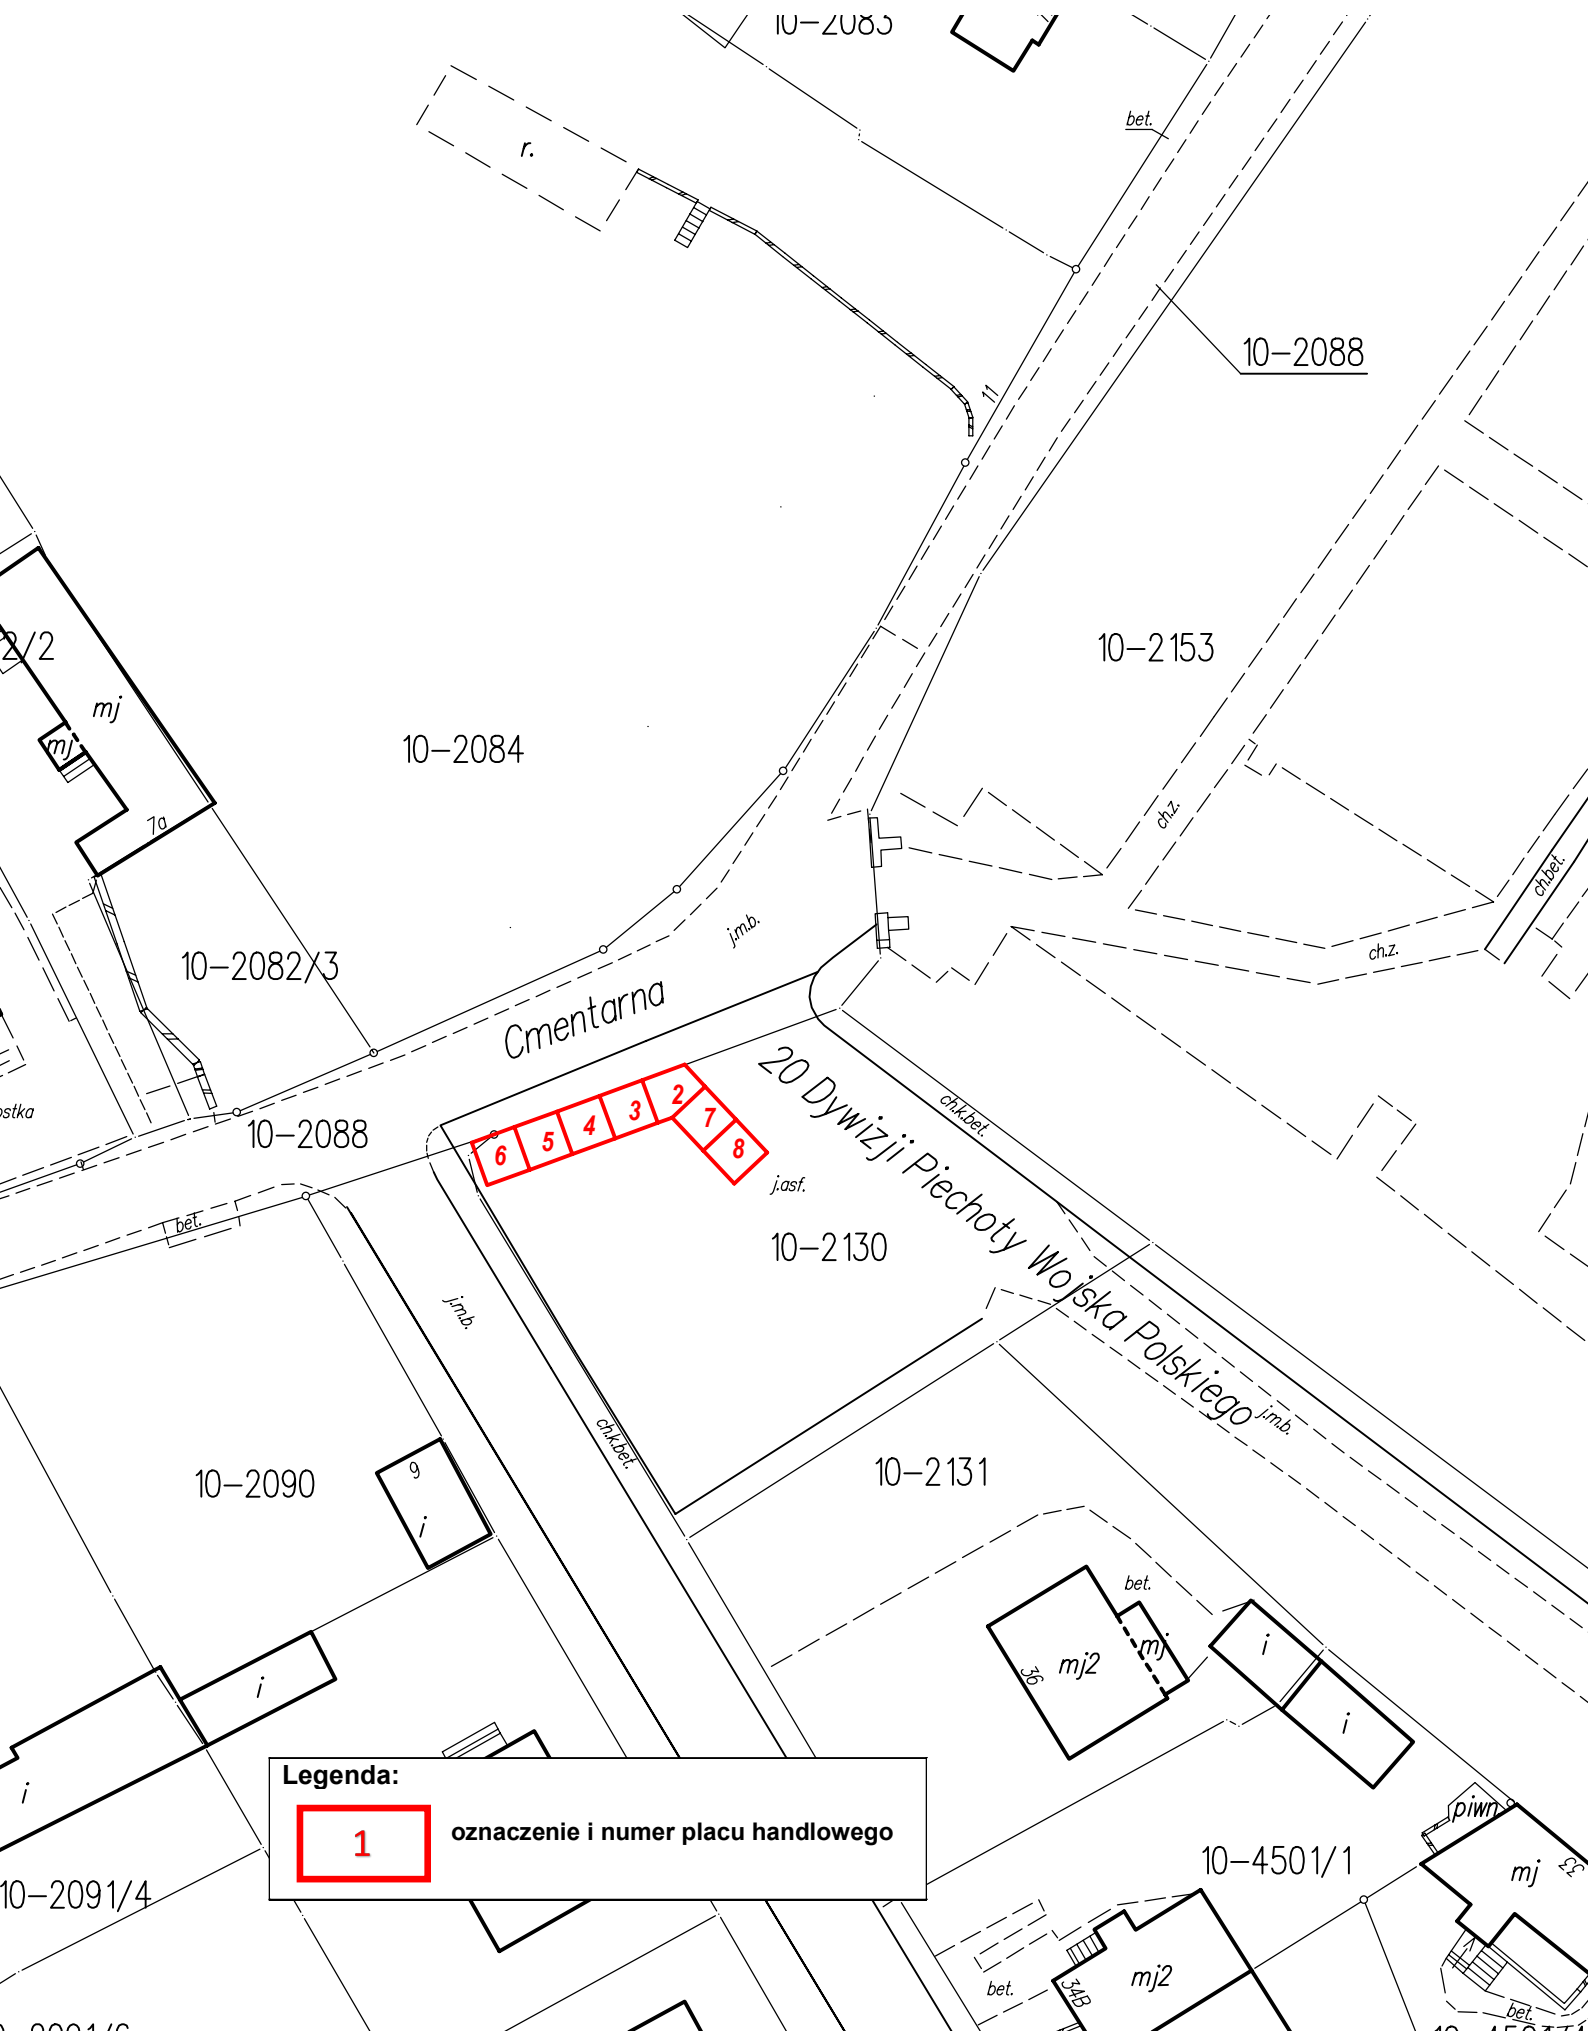 10-2083
bet.
r.
10-2088
11
2/2
10-2153
mj
mj
10-2084
7a
ch.z.
ch.bet.
j.m.b.
ch.z.
10-2082/3
Cmentarna
20 Dywizji Piechoty Wojska Polskiego
ch.k.bet.
10-2088
2
3
4
5
6
7
8
j.asf.
bet.
10-2130
j.m.b.
j.m.b.
ch.k.bet.
9
10-2090
i
10-2131
bet.
mj
mj2
36
i
i
i
i
Legenda:
1
oznaczenie i numer placu handlowego
piwn
10-4501/1
mj
33
10-2091/4
mj2
34B
bet.
bet.